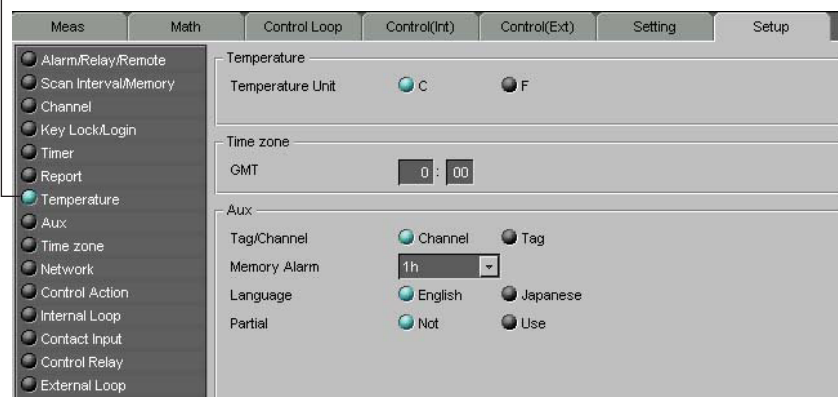 Meas Math Control Loop Control(Int) Control(Ext) Setting Setup
Alarm/Relay/Remote
Scan Interval/Memory
Channel
Key Lock/Login
Timer
Report
Temperature
Aux
Time zone
Network
Control Action
Internal Loop
Contact Input
Control Relay
External Loop
Temperature
Temperature Unit C F
Time zone
GMT 0 : 00
Aux
Tag/Channel Channel Tag
Memory Alarm 1h
Language English Japanese
Partial Not Use